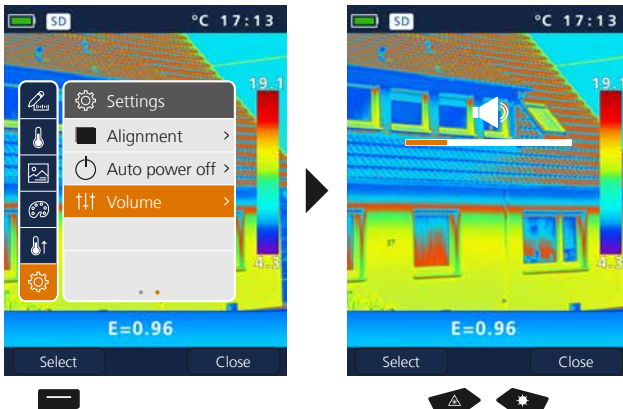 SD °C 17:13
19.1
Settings
Alignment
Auto power off
Volume
4.3
E=0.96
Select Close
SD °C 17:13
19.1
27
4.3
E=0.96
Select Close